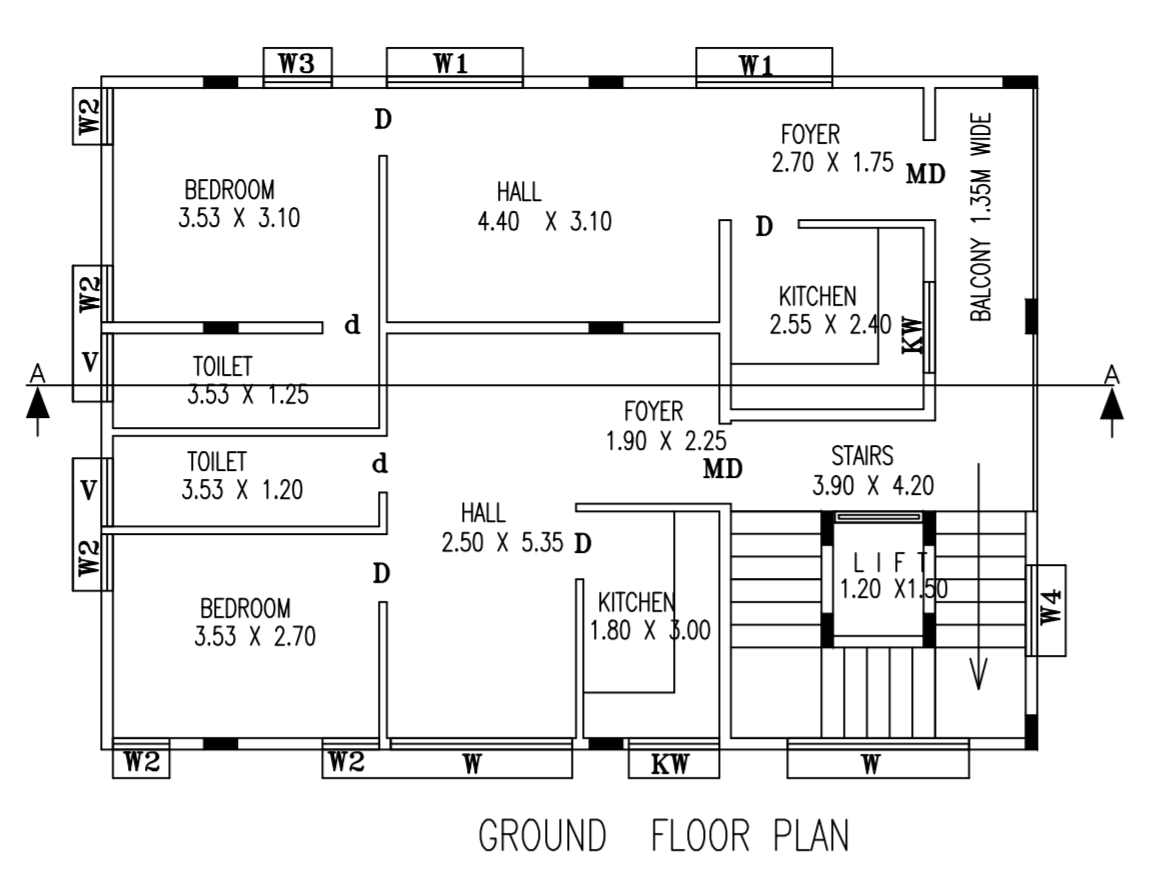 W3
W1
W1
W2
D
FOYER
2.70 X 1.75
MD
BALCONY 1.35M WIDE
BEDROOM
3.53 X 3.10
HALL
4.40 X 3.10
D
W2
d
KITCHEN
2.55 X 2.40
KW
V
TOILET
3.53 X 1.25
A
A
FOYER
1.90 X 2.25
MD
STAIRS
3.90 X 4.20
TOILET
3.53 X 1.20
d
V
HALL
2.50 X 5.35
D
W2
D
LIFT
1.20 X1.50
W4
BEDROOM
3.53 X 2.70
KITCHEN
1.80 X 3.00
W2
W2
W
KW
W
GROUND FLOOR PLAN